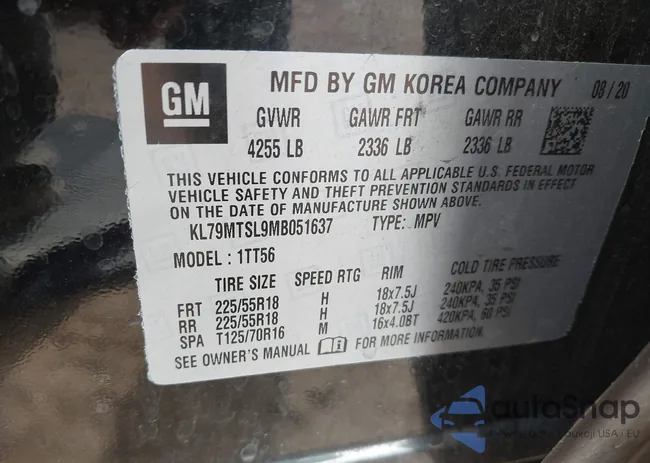 GM
MFD BY GM KOREA COMPANY 08/20
GVWR GAWR FRT GAWR RR
4255 LB 2336 LB 2336 LB
THIS VEHICLE CONFORMS TO ALL APPLICABLE U.S. FEDERAL MOTOR
VEHICLE SAFETY AND THEFT PREVENTION STANDARDS IN EFFECT
ON THE DATE OF MANUFACTURE SHOWN ABOVE.
KL79MTSL9MB051637 TYPE: MPV
MODEL : 1TT56
TIRE SIZE SPEED RTG RIM COLD TIRE PRESSURE
FRT 225/55R18 H 18x7.5J 240KPA, 35 PSI
RR 225/55R18 H 18x7.5J 240KPA, 35 PSI
SPA T125/70R16 M 16x4.0BT 420KPA, 60 PSI
SEE OWNER'S MANUAL FOR MORE INFORMATION.
autoSnap
USA i EU